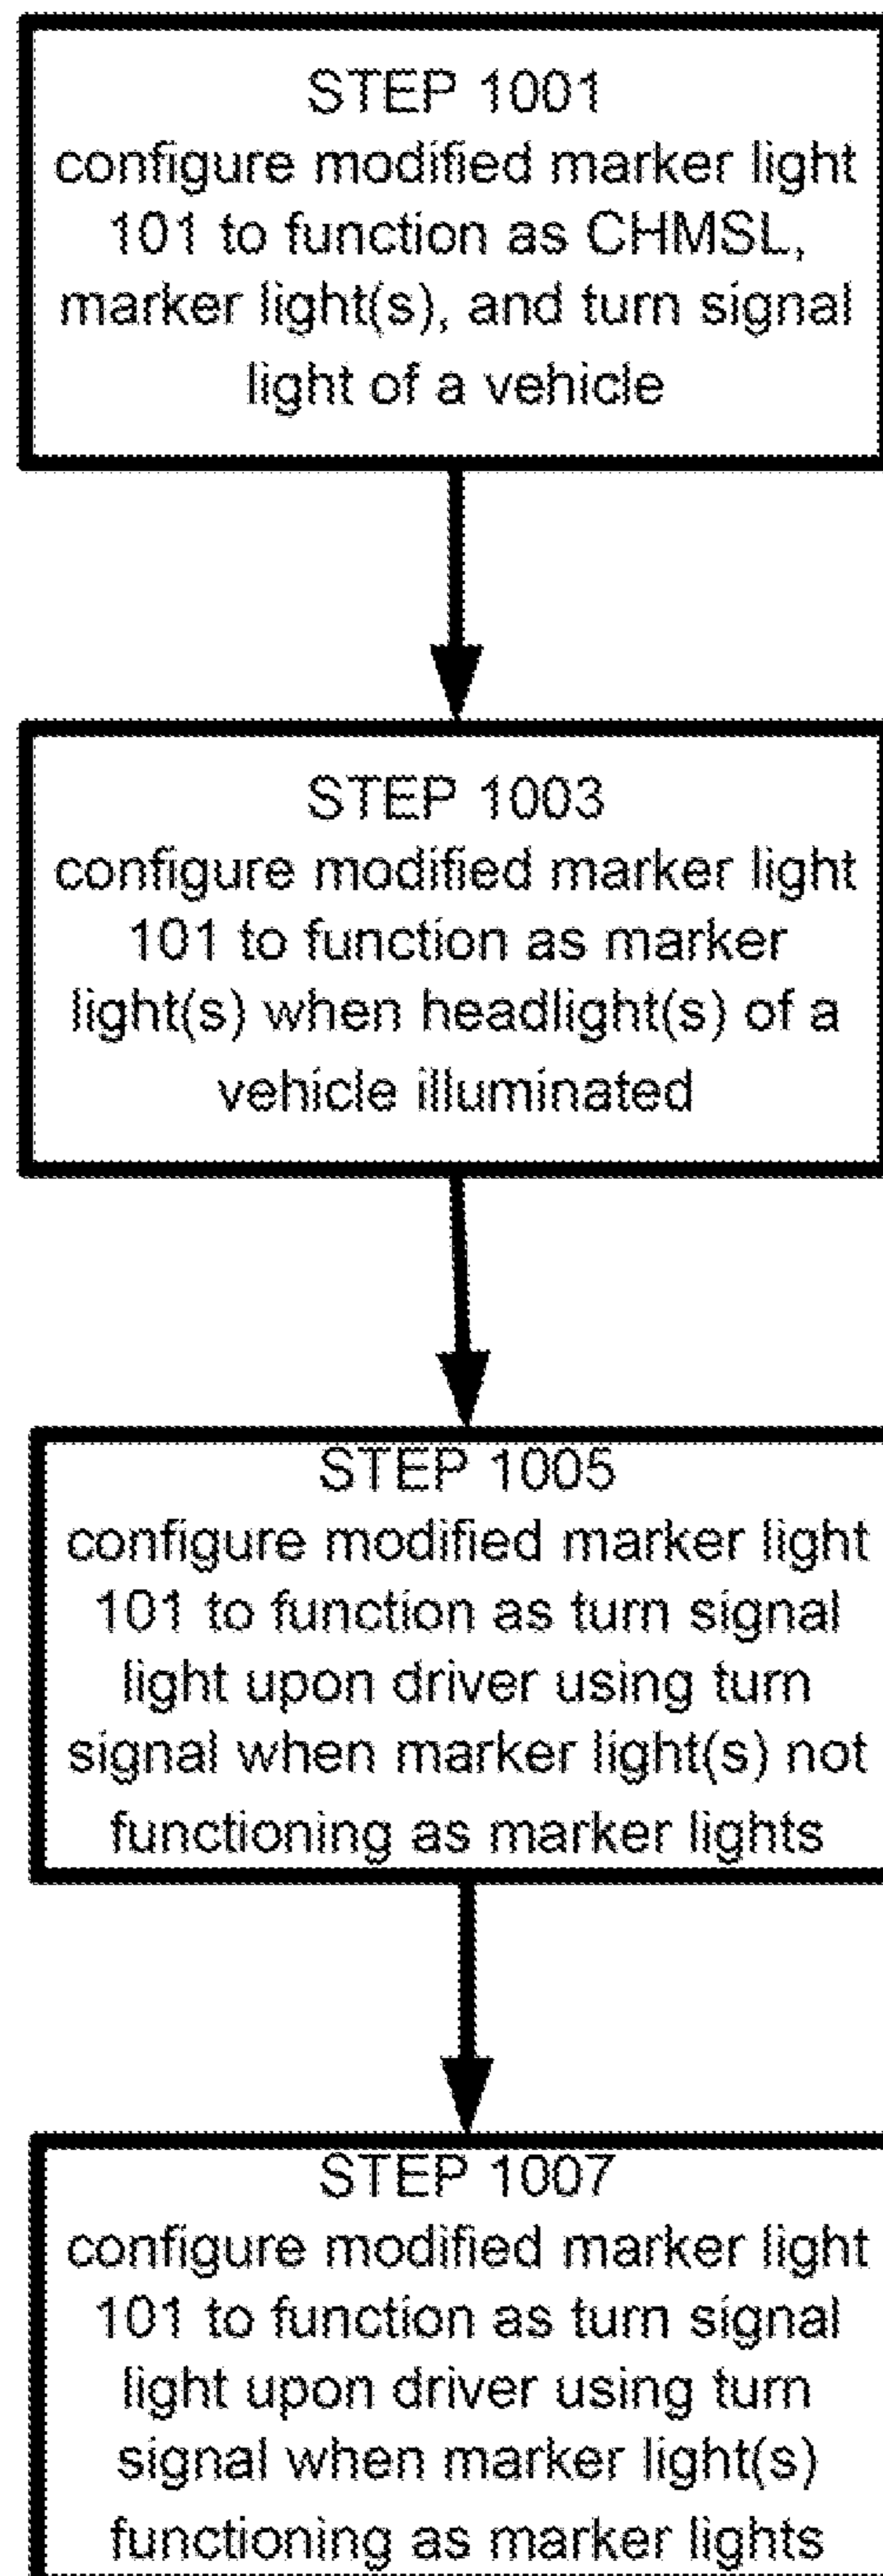 STEP 1001
configure modified marker light
101 to function as CHMSL,
marker light(s), and turn signal
light of a vehicle
STEP 1003
configure modified marker light
101 to function as marker
light(s) when headlight(s) of a
vehicle illuminated
STEP 1005
configure modified marker light
101 to function as turn signal
light upon driver using turn
signal when marker light(s) not
functioning as marker lights
STEP 1007
configure modified marker light
101 to function as turn signal
light upon driver using turn
signal when marker light(s)
functioning as marker lights